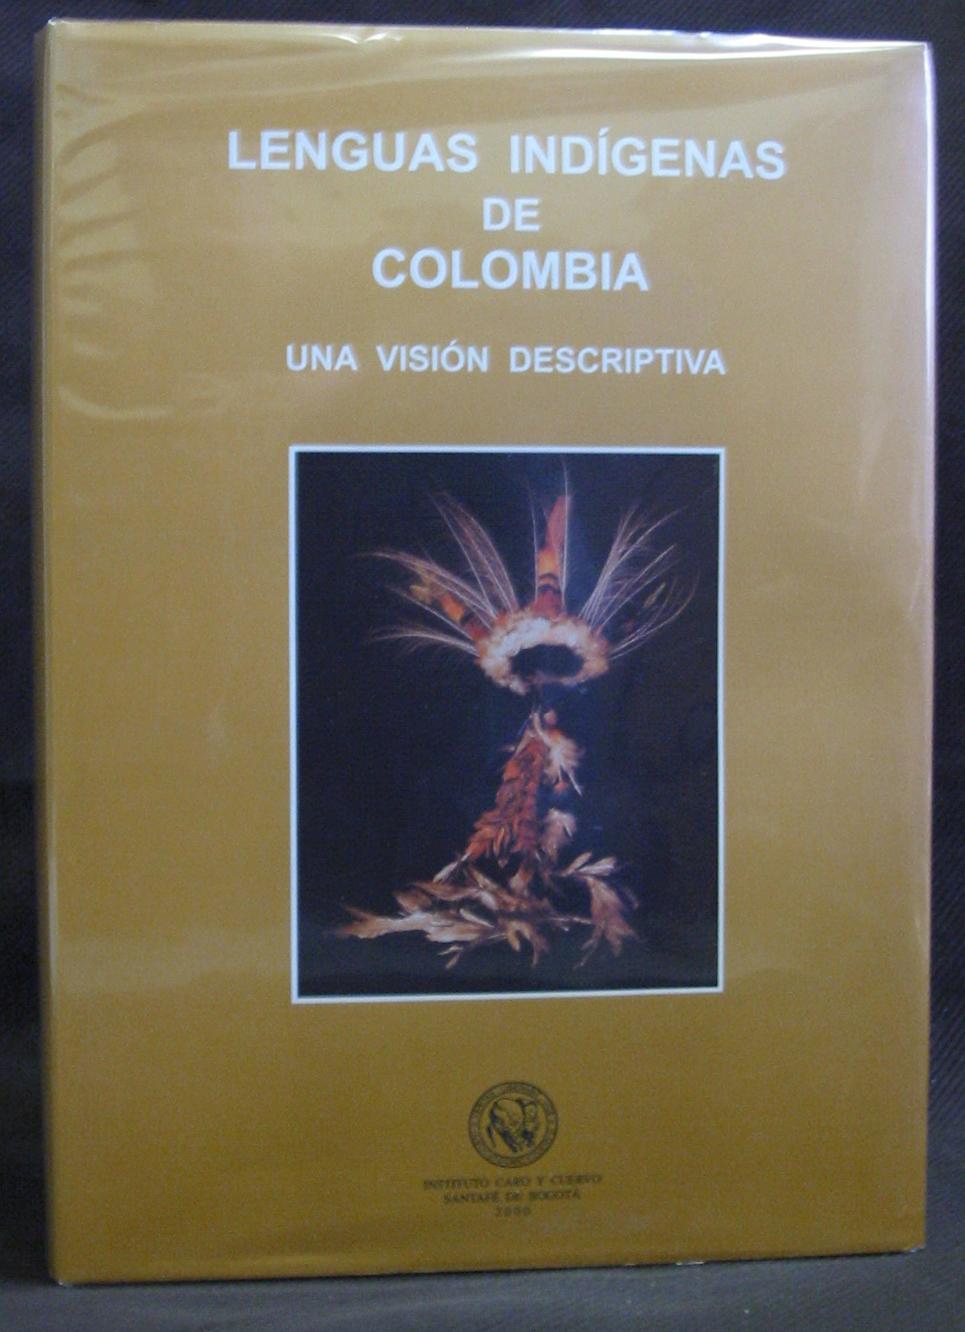 LENGUAS INDÍGENAS
DE
COLOMBIA
UNA VISIÓN DESCRIPTIVA
INSTITUTO CARO Y CUERVO
SANTAFÉ DE BOGOTÁ
2000